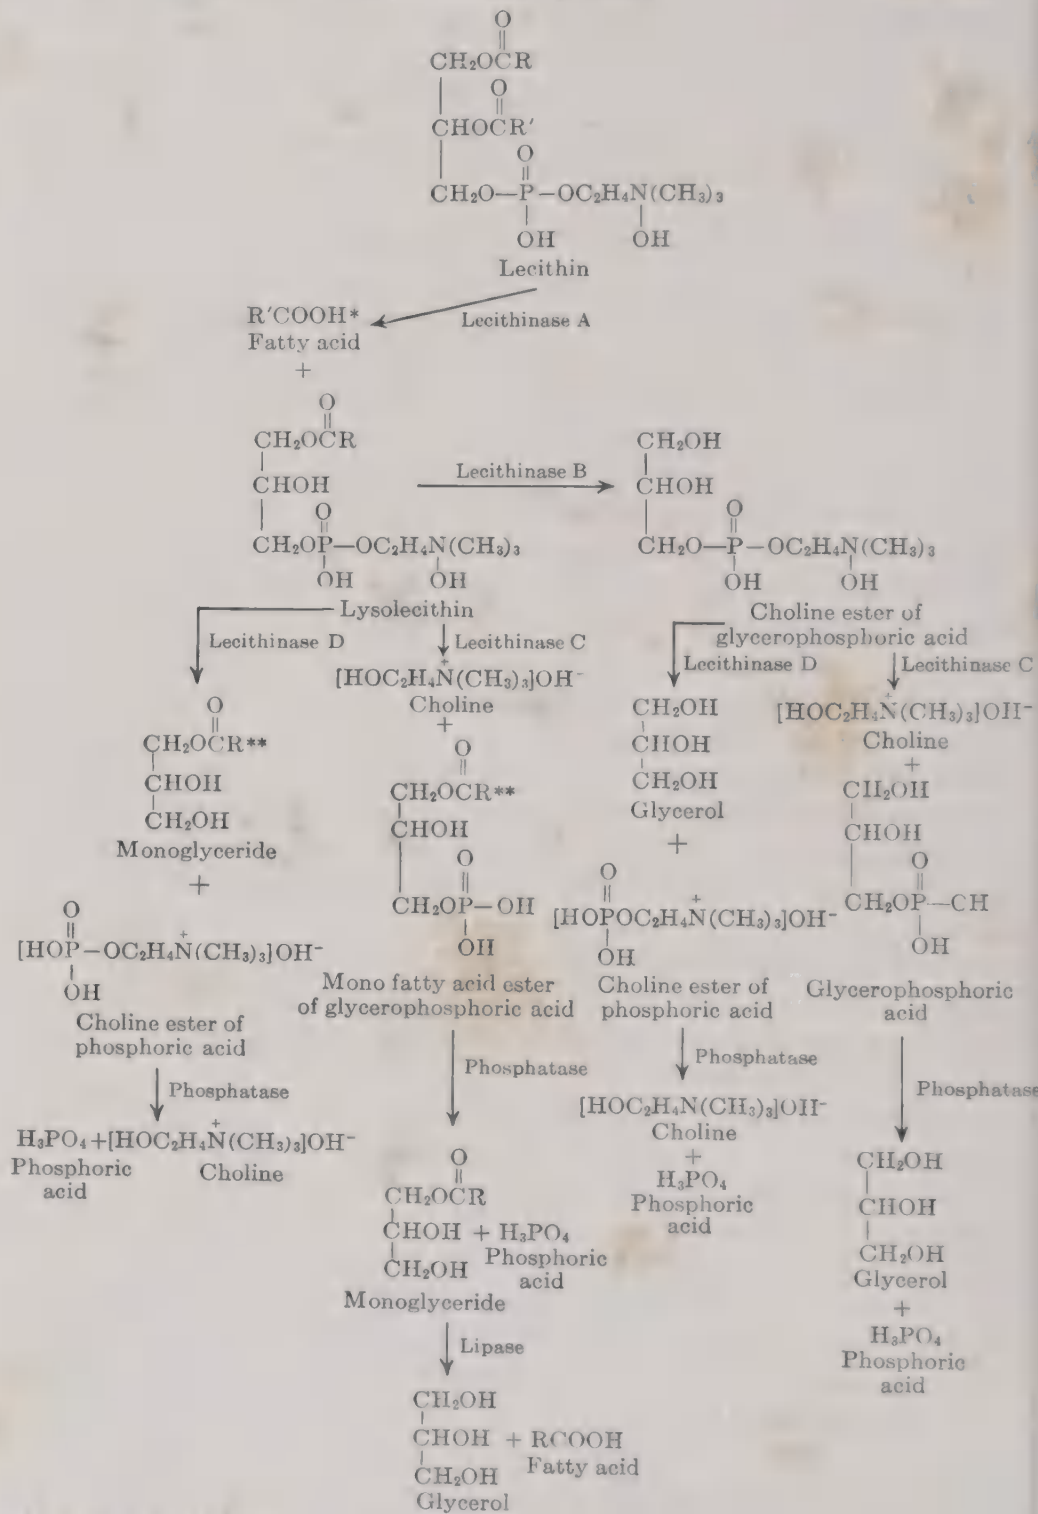 O
||
CH₂OCR
O
||
CHOCR′
O
||
CH₂O—P—OC₂H₄N(CH₃)₃
OH OH
Lecithin
R′COOH* Lecithinase A
Fatty acid
+
O
||
CH₂OCR
CHOH
O
||
CH₂OP—OC₂H₄N(CH₃)₃
OH OH
Lysolecithin
Lecithinase B
CH₂OH
CHOH
O
||
CH₂O—P—OC₂H₄N(CH₃)₃
OH OH
Choline ester of
glycerophosphoric acid
Lecithinase D
O
||
CH₂OCR**
CHOH
CH₂OH
Monoglyceride
+
O
||
[HOP—OC₂H₄N⁺(CH₃)₃]OH⁻
OH
Choline ester of
phosphoric acid
Phosphatase
H₃PO₄+[HOC₂H₄N⁺(CH₃)₃]OH⁻
Phosphoric Choline
acid
Lecithinase C
[HOC₂H₄N⁺(CH₃)₃]OH⁻
Choline
+
O
||
CH₂OCR**
CHOH
O
||
CH₂OP—OH
OH
Mono fatty acid ester
of glycerophosphoric acid
Phosphatase
O
||
CH₂OCR
CHOH + H₃PO₄
CH₂OH Phosphoric
acid
Monoglyceride
Lipase
CH₂OH
CHOH + RCOOH
CH₂OH Fatty acid
Glycerol
Lecithinase D
CH₂OH
CHOH
CH₂OH
Glycerol
+
O
||
[HOPOC₂H₄N⁺(CH₃)₃]OH⁻
OH
Choline ester of
phosphoric acid
Phosphatase
[HOC₂H₄N(CH₃)₃]OH⁻
Choline
+
H₃PO₄
Phosphoric
acid
Lecithinase C
[HOC₂H₄N⁺(CH₃)₃]OH⁻
Choline
+
CH₂OH
CHOH
O
||
CH₂OP—CH
OH
Glycerophosphoric
acid
Phosphatase
CH₂OH
CHOH
CH₂OH
Glycerol
+
H₃PO₄
Phosphoric
acid